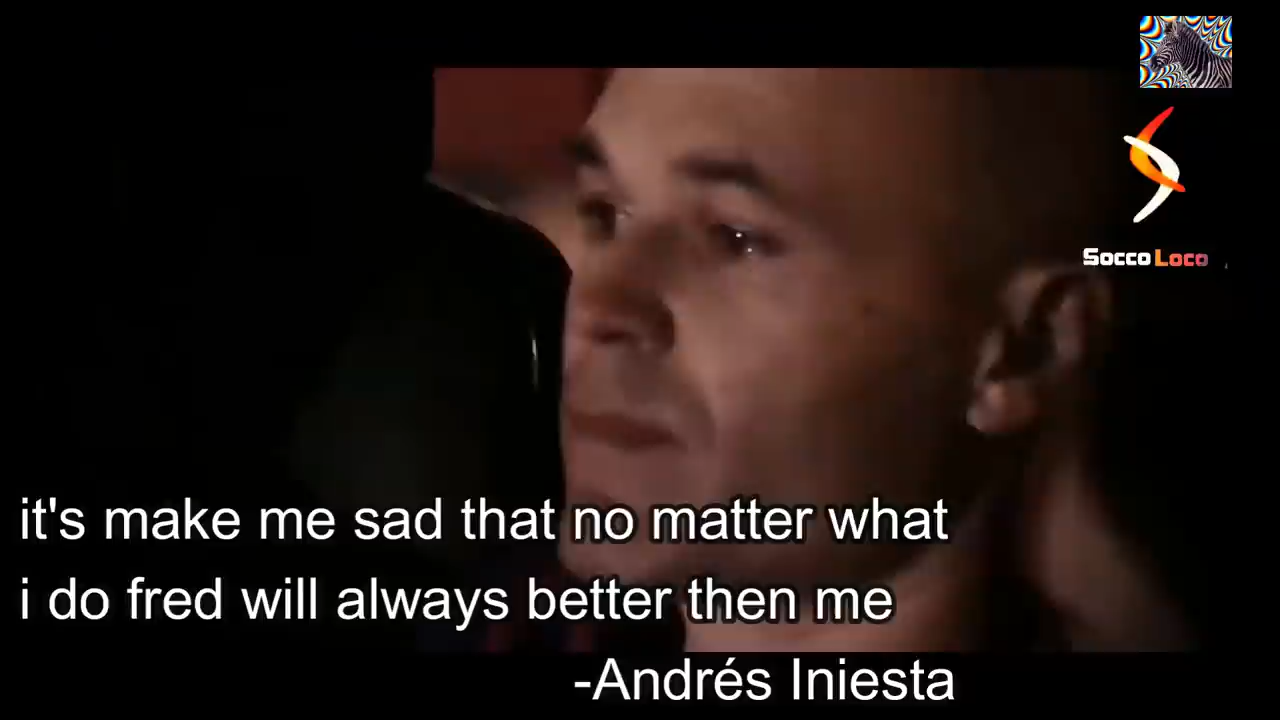 Socco Loco
it's make me sad that no matter what
i do fred will always better then me
-Andrés Iniesta